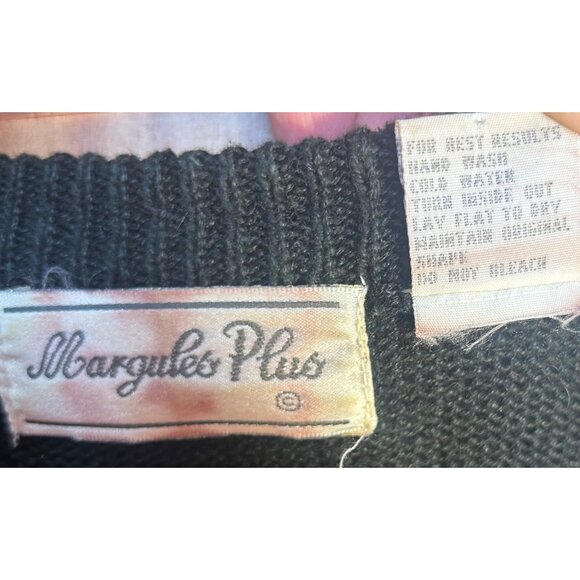 Margules Plus
©
FOR BEST RESULTS
HAND WASH
COLD WATER
TURN INSIDE OUT
LAY FLAT TO DRY
MAINTAIN ORIGINAL
SHAPE
DO NOT BLEACH